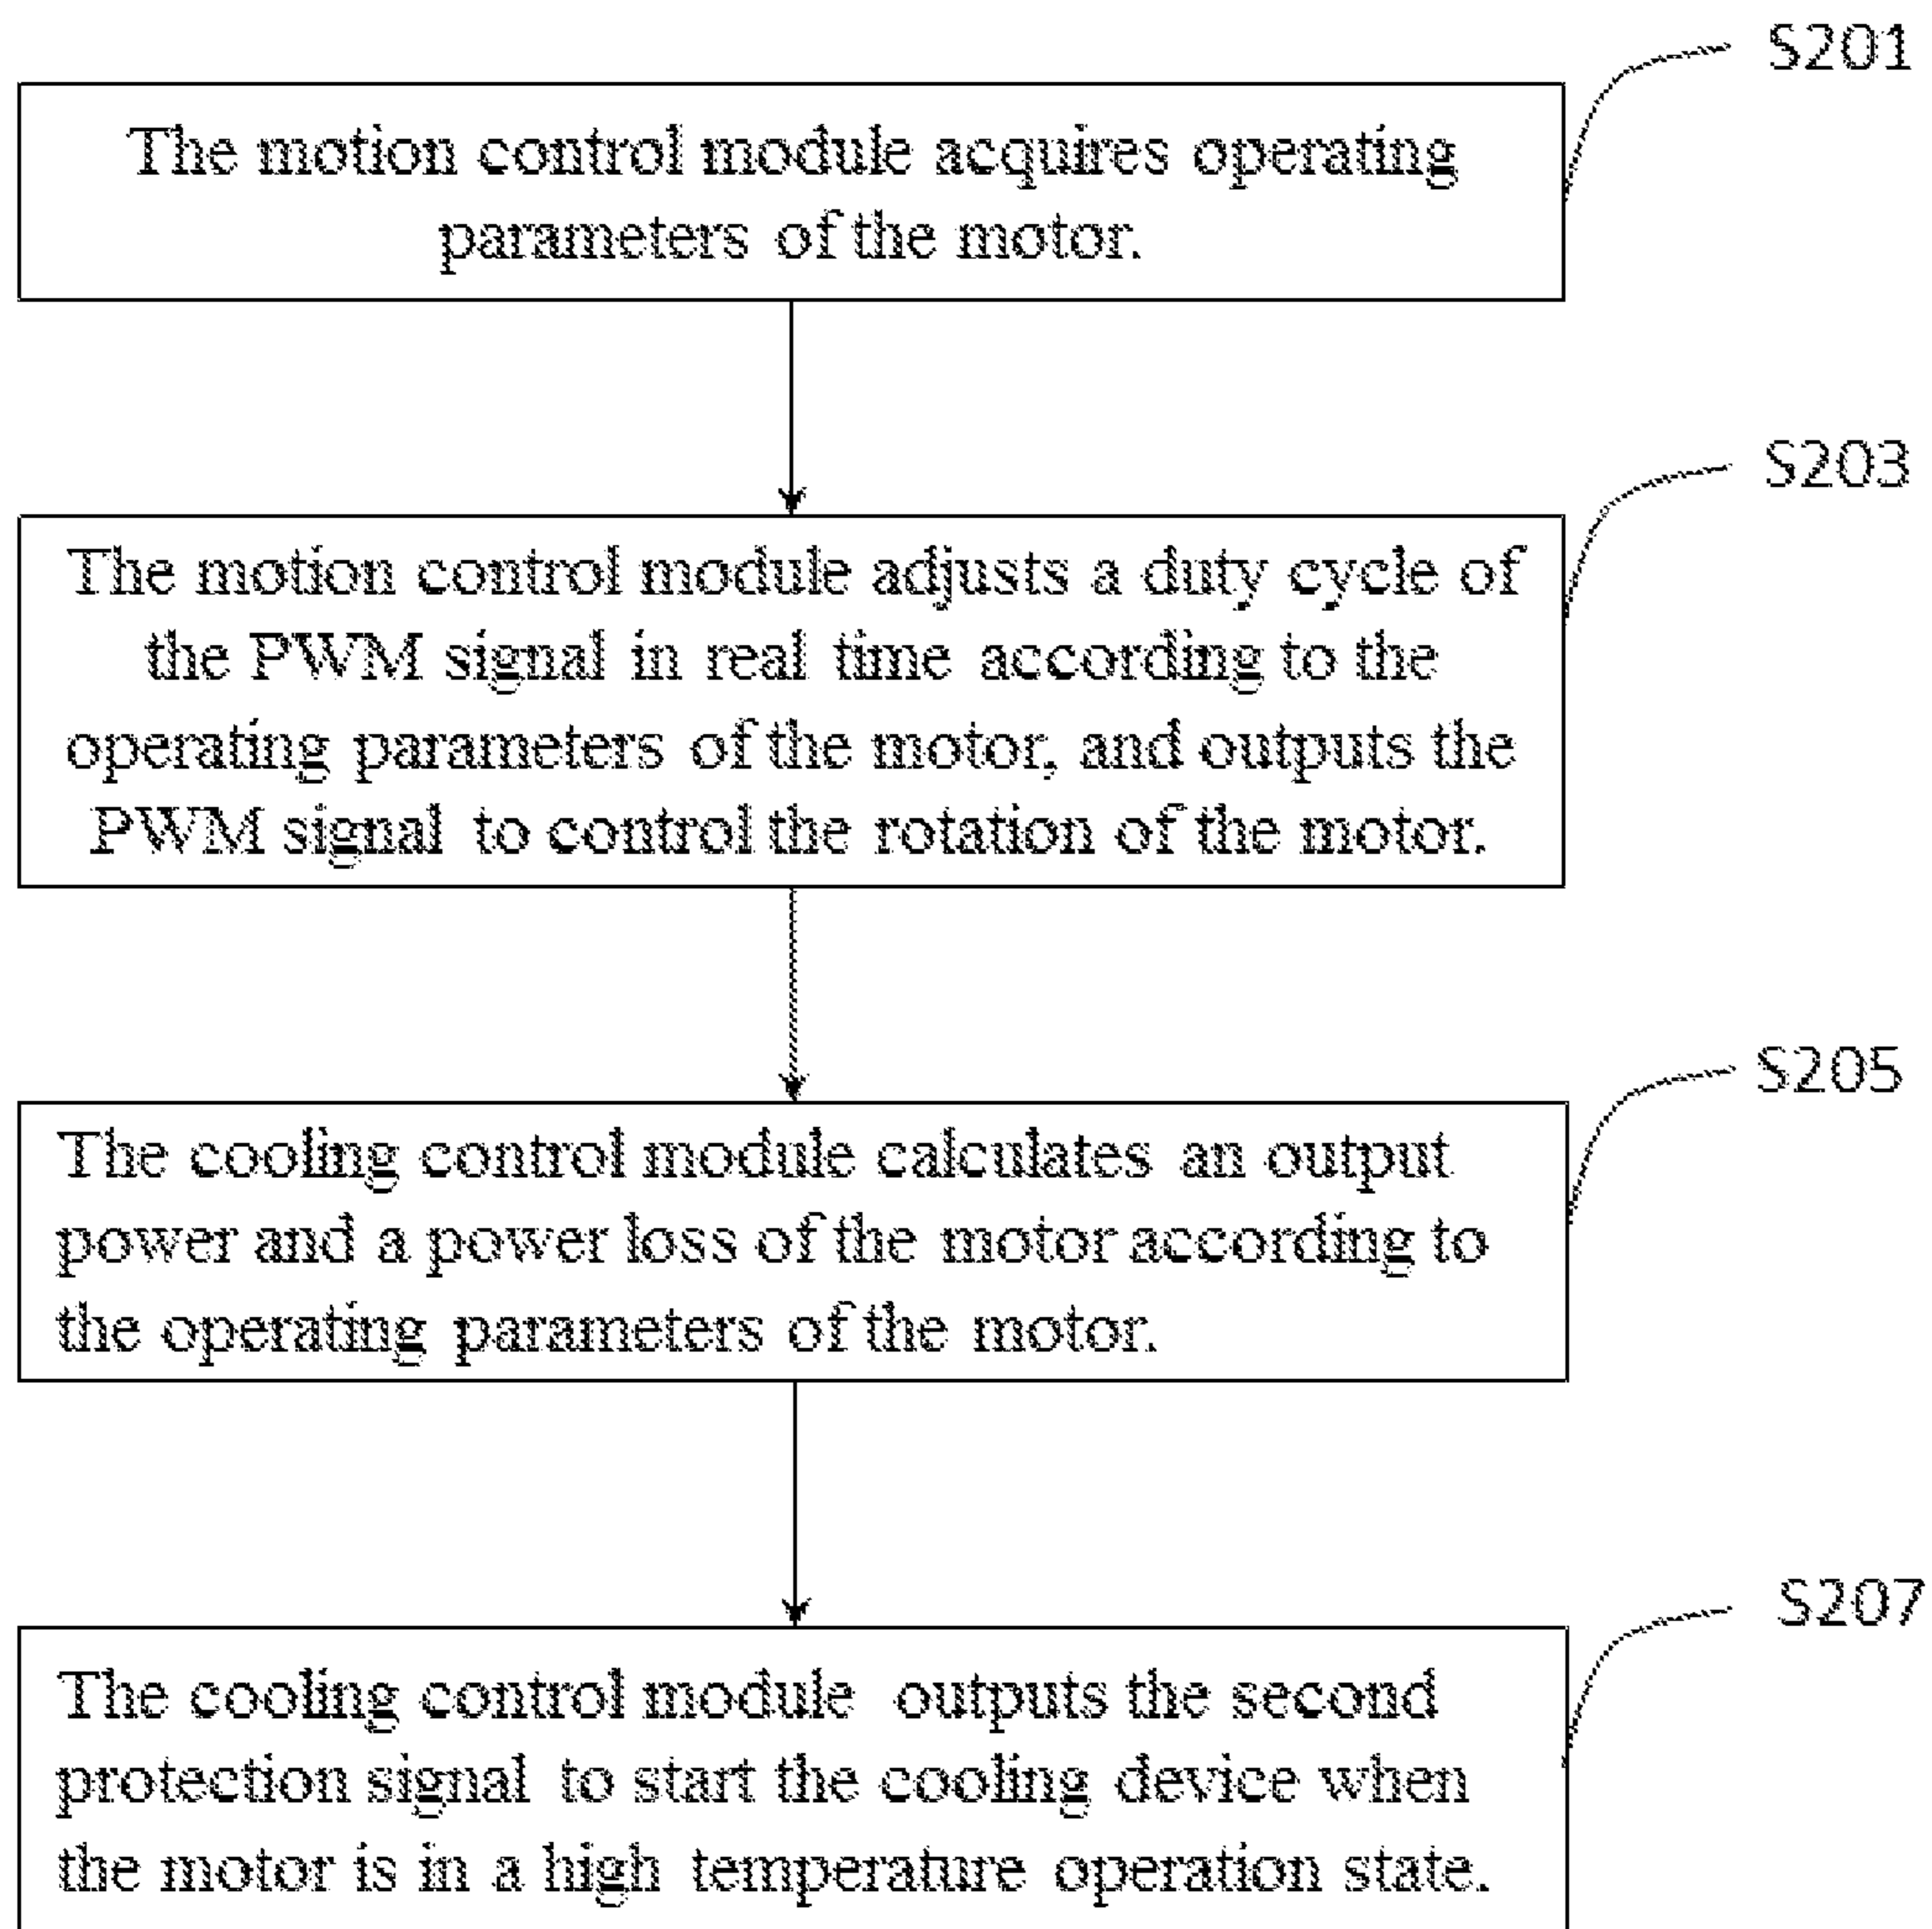 S201
The motion control module acquires operating
parameters of the motor.
S203
The motion control module adjusts a duty cycle of
the PWM signal in real time according to the
operating parameters of the motor, and outputs the
PWM signal to control the rotation of the motor.
S205
The cooling control module calculates an output
power and a power loss of the motor according to
the operating parameters of the motor.
S207
The cooling control module outputs the second
protection signal to start the cooling device when
the motor is in a high temperature operation state.